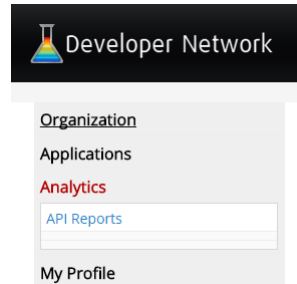 Developer Network
Organization
Applications
Analytics
API Reports
My Profile